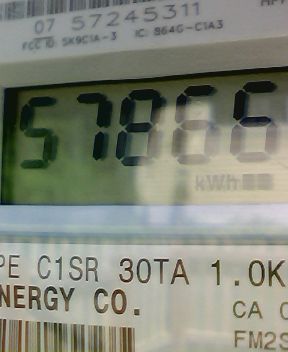 07 57245311
FCC ID: SK9C1A-3 IC: 864G-C1A3
57866
kWh
PE C1SR 30TA 1.0K
NERGY CO.
CA
FM2S